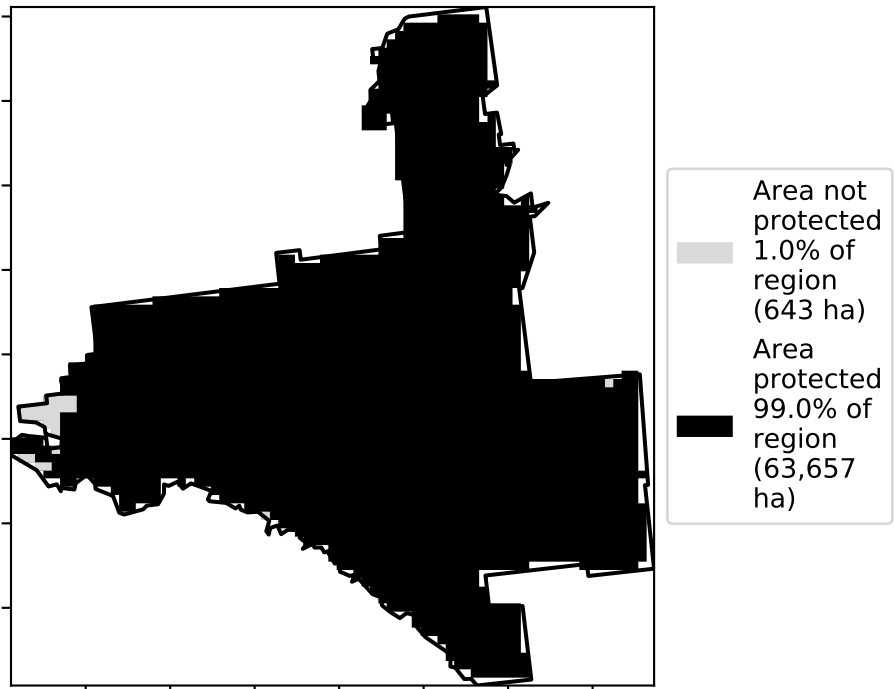 Area not
protected
1.0% of
region
(643 ha)
Area
protected
99.0% of
region
(63,657
ha)